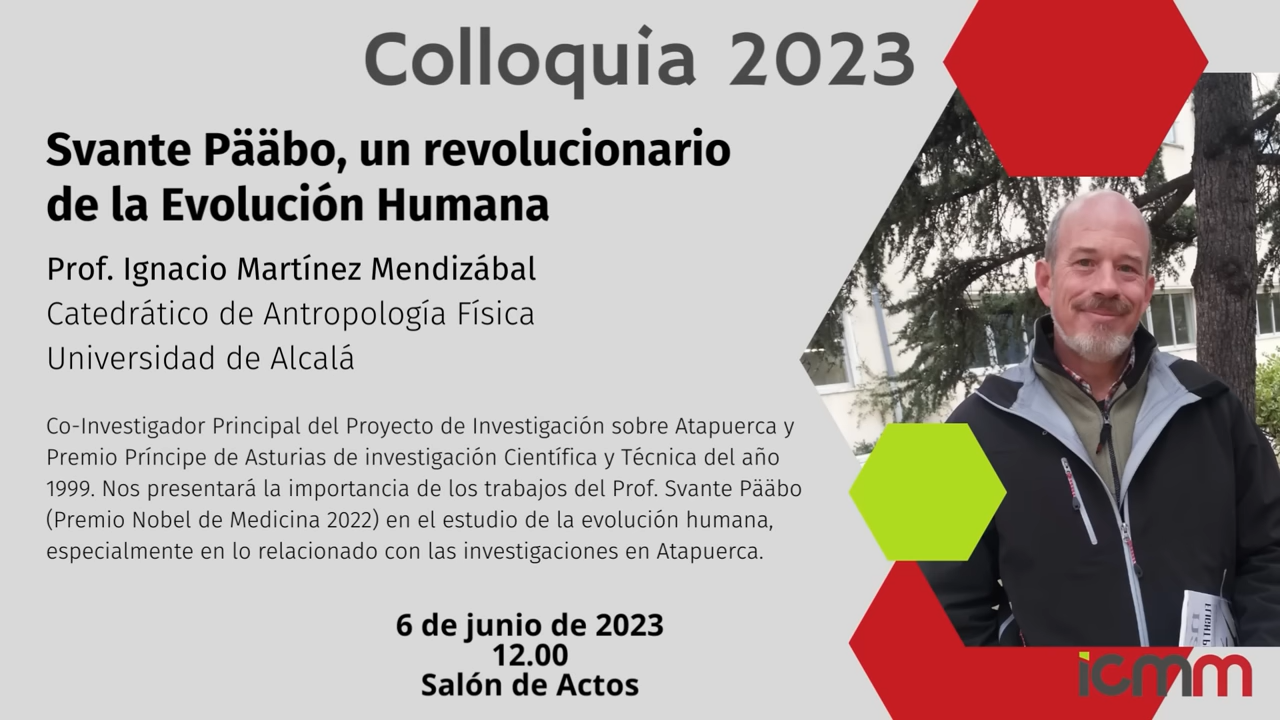 Colloquia 2023
Svante Pääbo, un revolucionario
de la Evolución Humana
Prof. Ignacio Martínez Mendizábal
Catedrático de Antropología Física
Universidad de Alcalá
Co-Investigador Principal del Proyecto de Investigación sobre Atapuerca y
Premio Príncipe de Asturias de investigación Científica y Técnica del año
1999. Nos presentará la importancia de los trabajos del Prof. Svante Pääbo
(Premio Nobel de Medicina 2022) en el estudio de la evolución humana,
especialmente en lo relacionado con las investigaciones en Atapuerca.
6 de junio de 2023
12.00
Salón de Actos
icmm